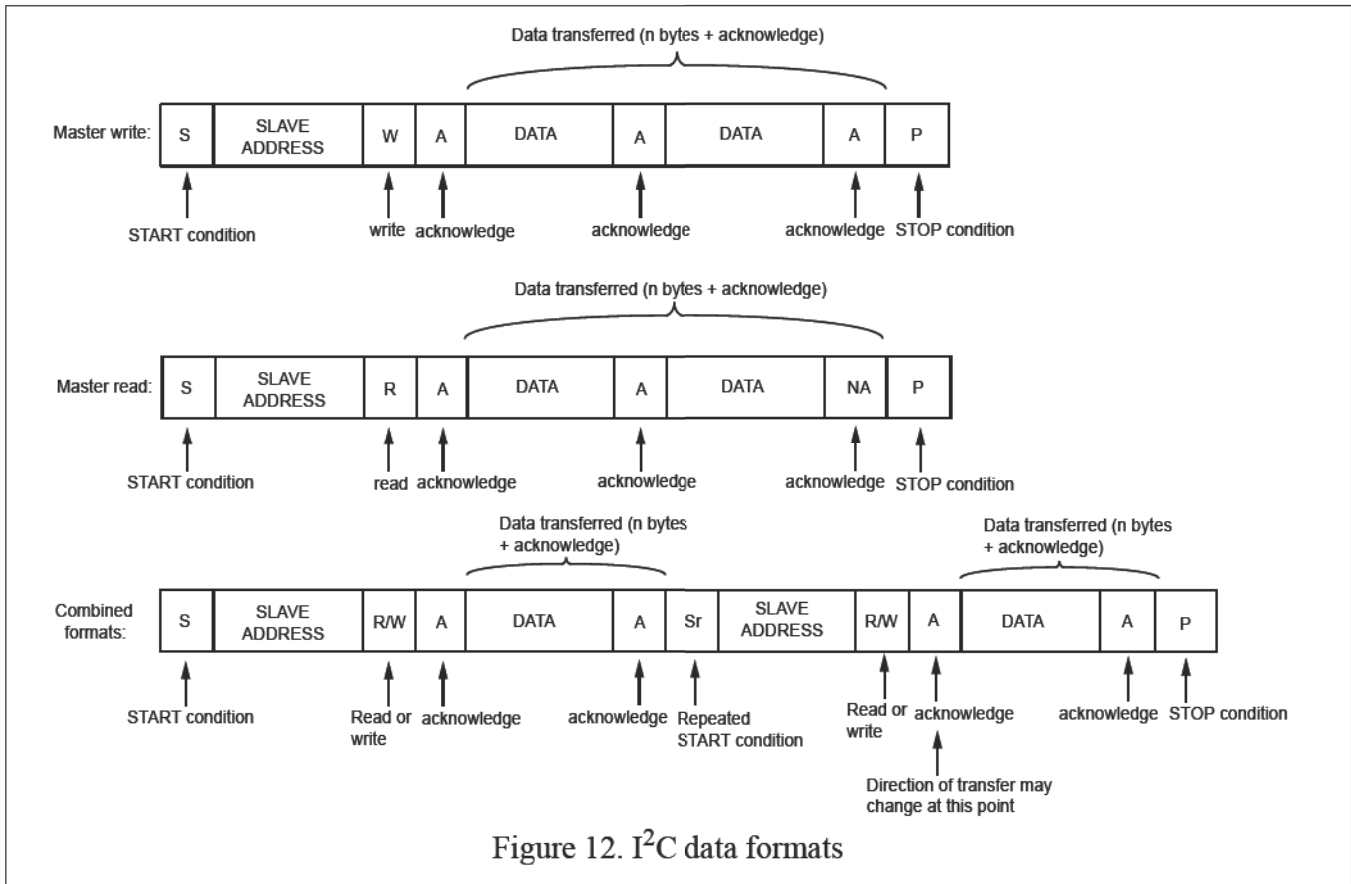 Data transferred (n bytes + acknowledge)
Master write: S SLAVE ADDRESS W A DATA A DATA A P
START condition write acknowledge acknowledge acknowledge STOP condition
Data transferred (n bytes + acknowledge)
Master read: S SLAVE ADDRESS R A DATA A DATA NA P
START condition read acknowledge acknowledge acknowledge STOP condition
Data transferred (n bytes + acknowledge)
Data transferred (n bytes + acknowledge)
Combined formats: S SLAVE ADDRESS R/W A DATA A Sr SLAVE ADDRESS R/W A DATA A P
START condition Read or write acknowledge acknowledge Repeated START condition Read or write acknowledge acknowledge STOP condition
Direction of transfer may
change at this point
Figure 12. I²C data formats